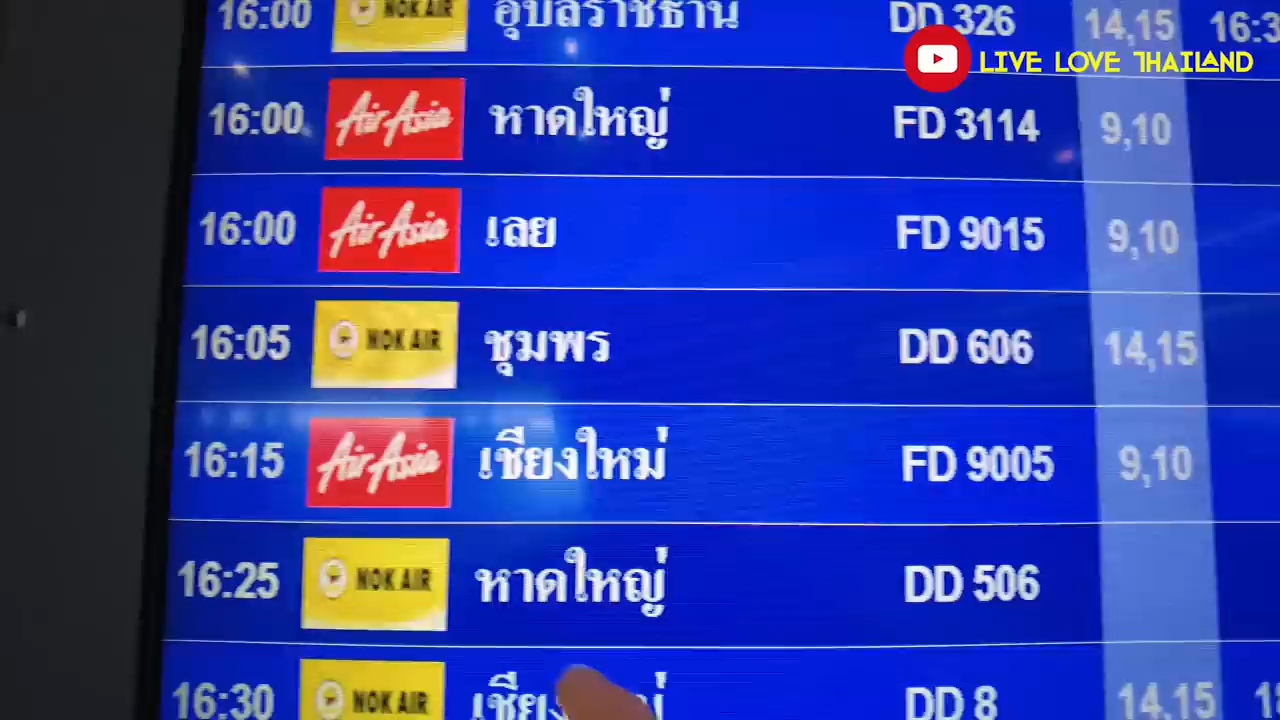 16:00 NOK AIR อุบลราชธานี DD 326 14,15
LIVE LOVE THAILAND
16:00 AirAsia หาดใหญ่ FD 3114 9,10
16:00 AirAsia เลย FD 9015 9,10
16:05 NOK AIR ชุมพร DD 606 14,15
16:15 AirAsia เชียงใหม่ FD 9005 9,10
16:25 NOK AIR หาดใหญ่ DD 506
16:30 NOK AIR DD 8 14,15